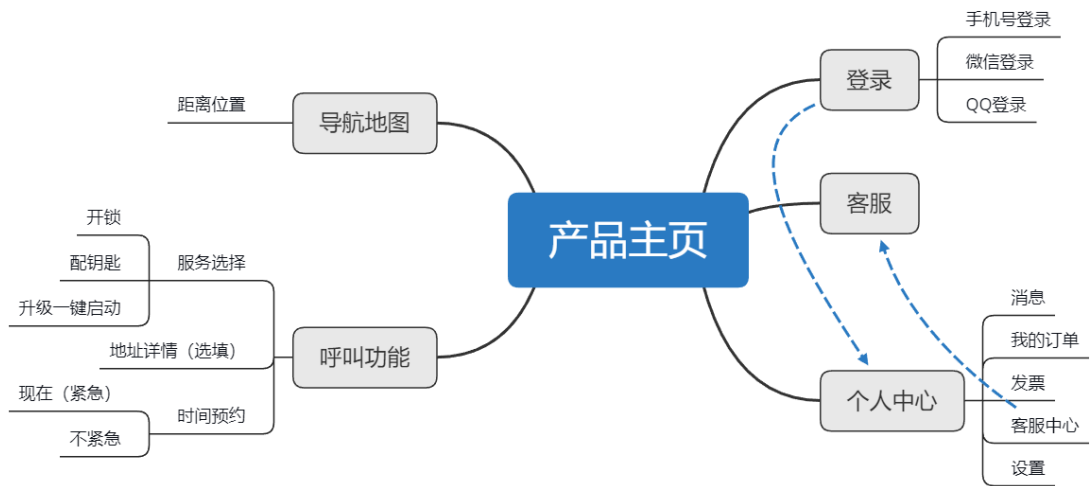 产品主页
登录
手机号登录
微信登录
QQ登录
客服
个人中心
消息
我的订单
发票
客服中心
设置
导航地图
距离位置
呼叫功能
服务选择
开锁
配钥匙
升级一键启动
地址详情（选填）
时间预约
现在（紧急）
不紧急